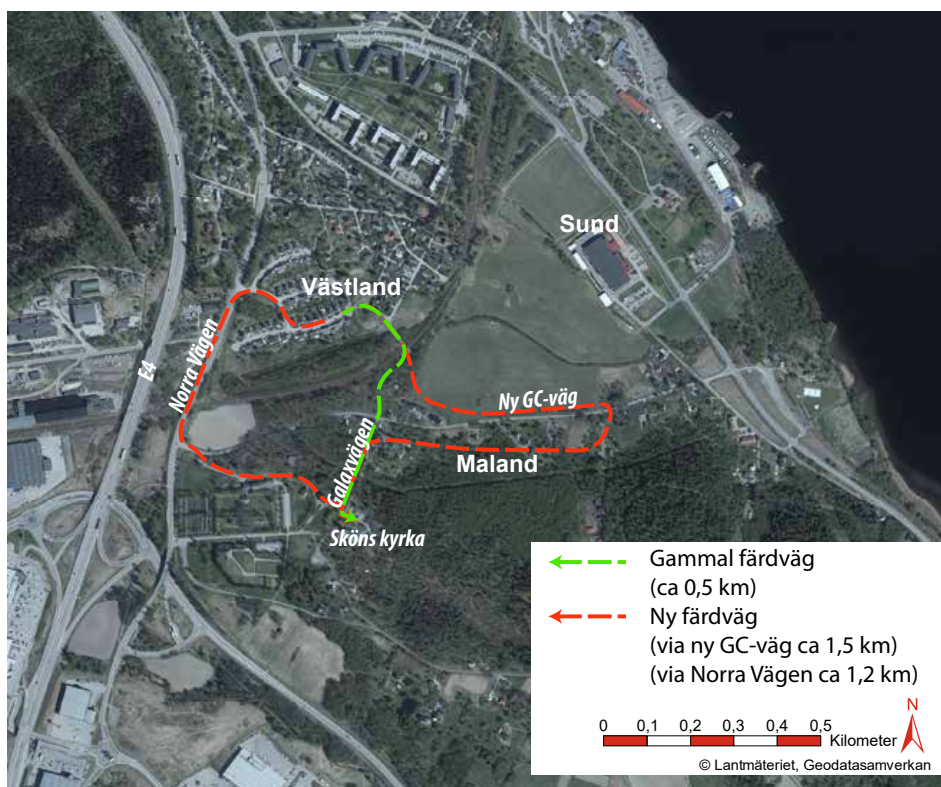 Sund
Västland
E4
Norra Vägen
Ny GC-väg
Galaxvägen
Maland
Sköns kyrka
Gammal färdväg
(ca 0,5 km)
Ny färdväg
(via ny GC-väg ca 1,5 km)
(via Norra Vägen ca 1,2 km)
N
0 0,1 0,2 0,3 0,4 0,5
Kilometer
© Lantmäteriet, Geodatasamverkan